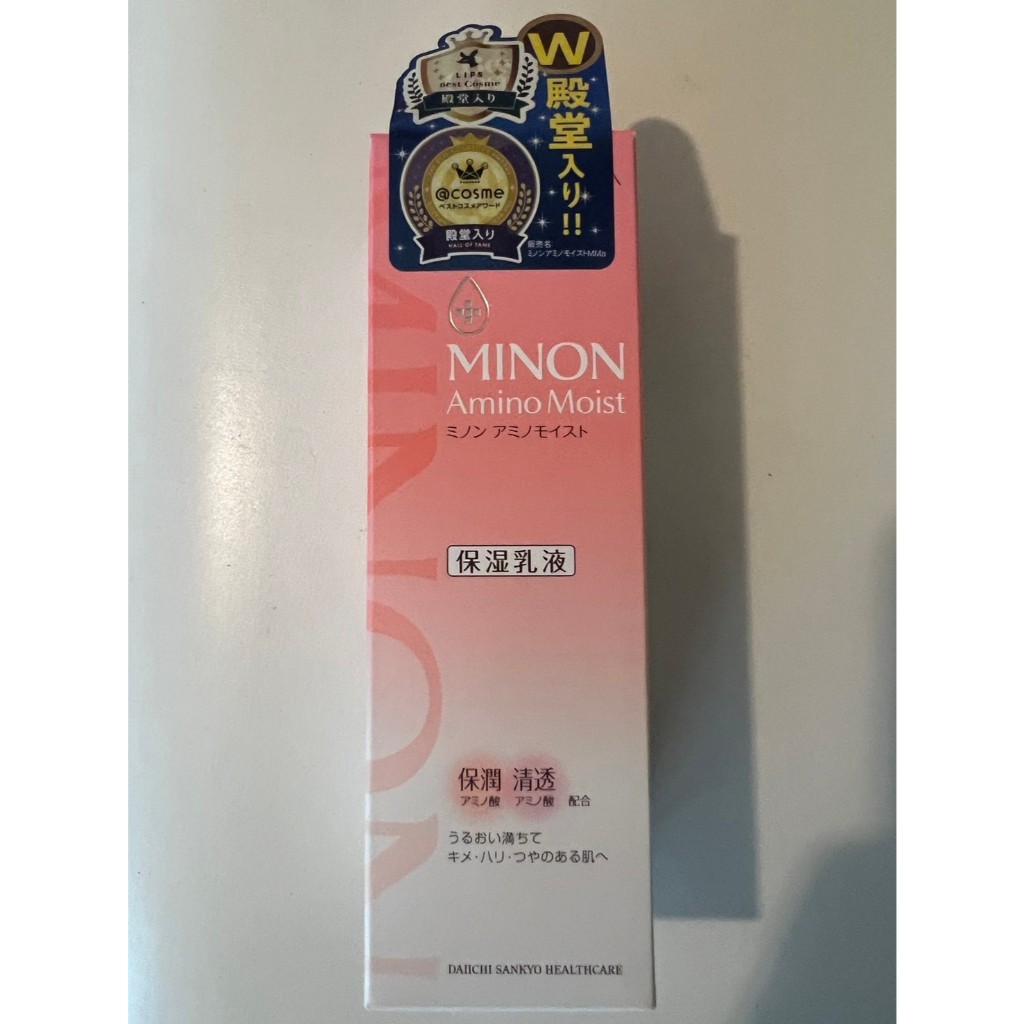 LIPS
Best Cosme
殿堂入り
W殿堂入り!!
@cosme
ベストコスメアワード
殿堂入り
HALL OF FAME
販売名
ミノンアミノモイストMMa
MINON
Amino Moist
ミノン アミノモイスト
保湿乳液
保潤 清透
アミノ酸 アミノ酸 配合
うるおい満ちて
キメ・ハリ・つやのある肌へ
DAIICHI SANKYO HEALTHCARE
MINON